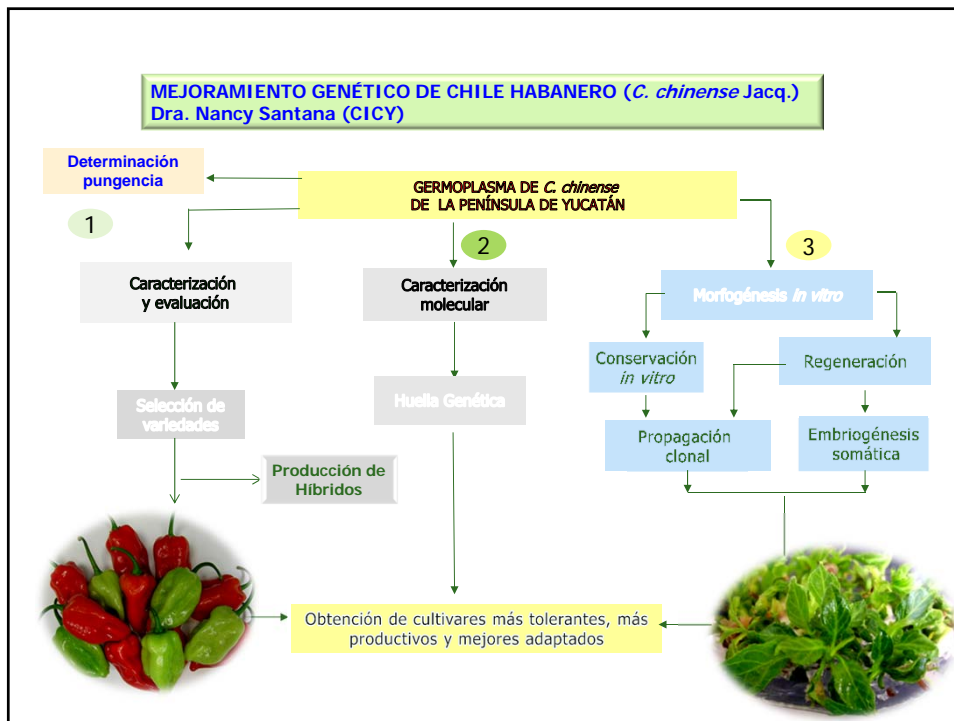 MEJORAMIENTO GENÉTICO DE CHILE HABANERO (C. chinense Jacq.)
Dra. Nancy Santana (CICY)
Determinación
pungencia
GERMOPLASMA DE C. chinense
DE LA PENÍNSULA DE YUCATÁN
1
2
3
Caracterización
y evaluación
Caracterización
molecular
Morfogénesis in vitro
Conservación
in vitro
Regeneración
Selección de
variedades
Huella Genética
Propagación
clonal
Embriogénesis
somática
Producción de
Híbridos
Obtención de cultivares más tolerantes, más
productivos y mejores adaptados